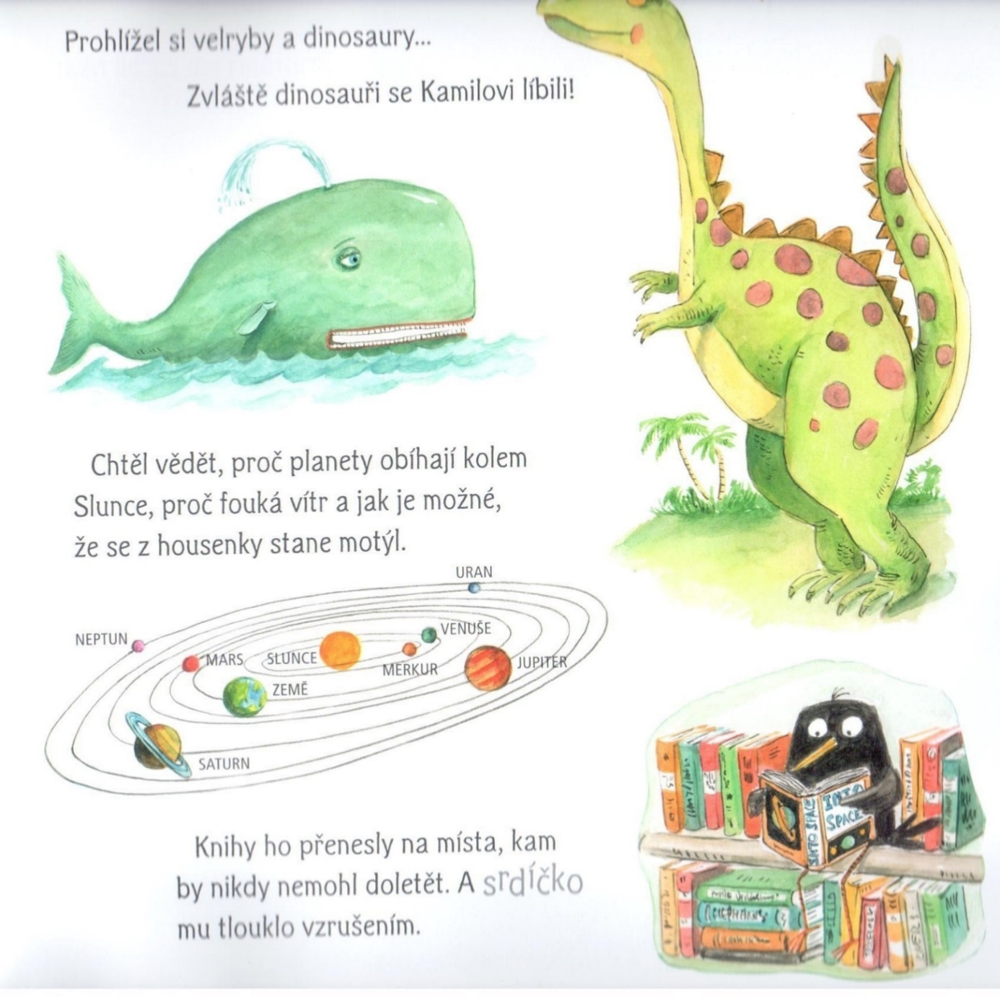 Prohlížel si velryby a dinosaury...
Zvláště dinosauři se Kamilovi líbili!
Chtěl vědět, proč planety obíhají kolem
Slunce, proč fouká vítr a jak je možné,
že se z housenky stane motýl.
URAN
NEPTUN
VENUŠE
MARS
SLUNCE
MERKUR
JUPITER
ZEMĚ
SATURN
INTO SPACE
INTO
SPACE
Knihy ho přenesly na místa, kam
by nikdy nemohl doletět. A srdíčko
mu tlouklo vzrušením.